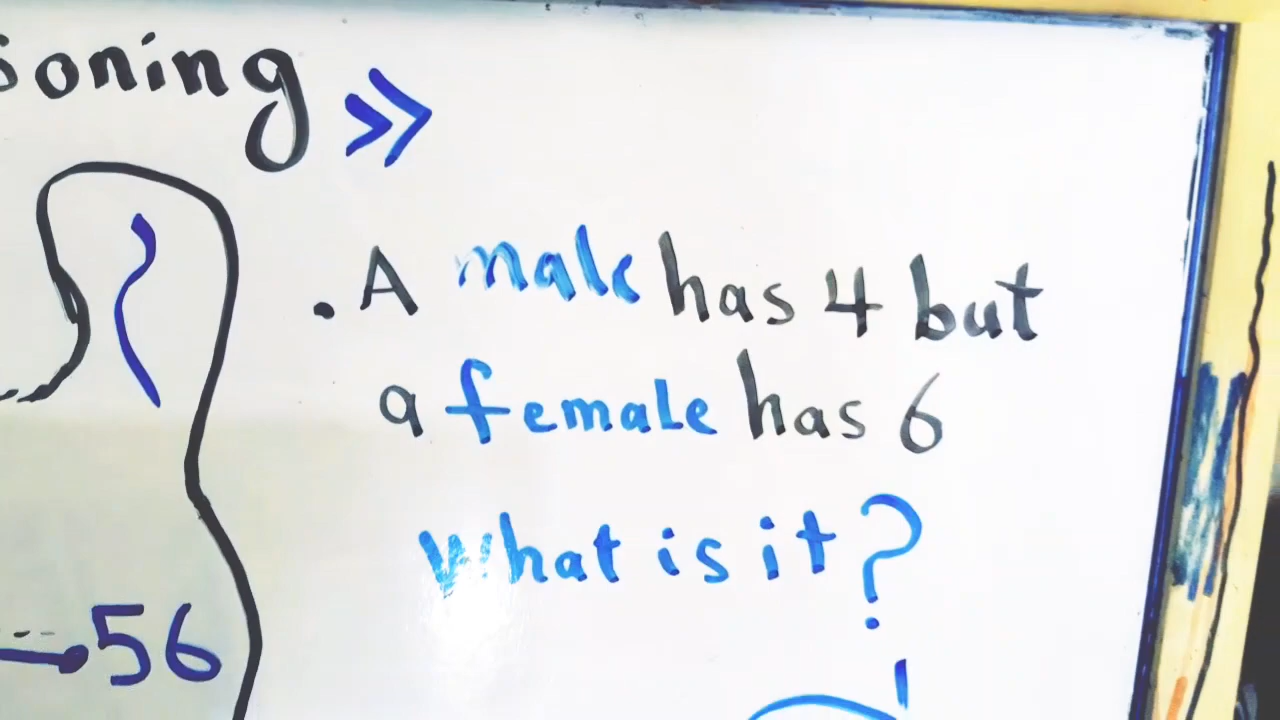 soning »
. A male has 4 but
a female has 6
What is it?
56